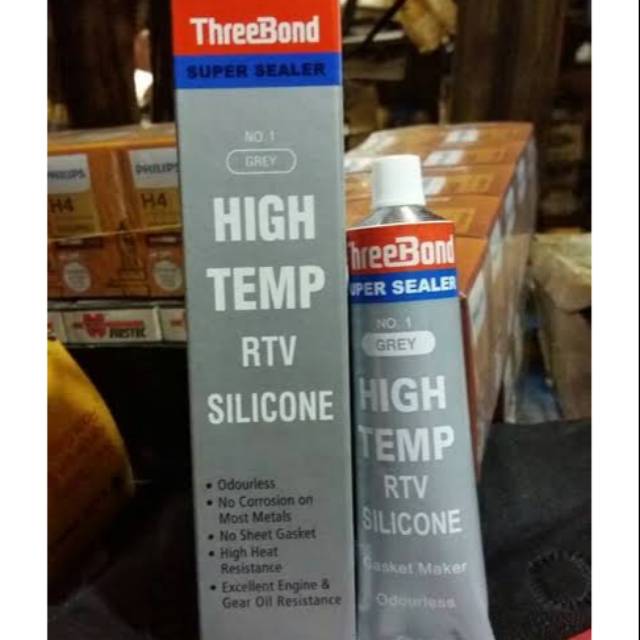 ThreeBond
SUPER SEALER
NO. 1
GREY
HIGH
TEMP
RTV
SILICONE
• Odourless
• No Corrosion on
Most Metals
• No Sheet Gasket
• High Heat
Resistance
• Excellent Engine &
Gear Oil Resistance
ThreeBond
UPER SEALER
NO. 1
GREY
HIGH
TEMP
RTV
SILICONE
Gasket Maker
Odourless
PHILIPS
H4
PHILIPS
H4